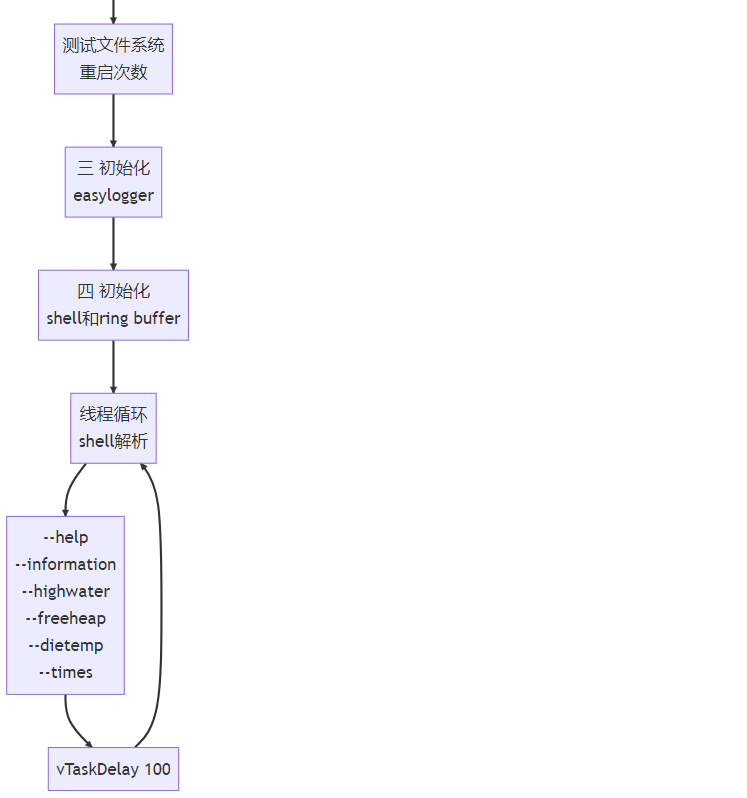 测试文件系统
重启次数
三 初始化
easylogger
四 初始化
shell和ring buffer
线程循环
shell解析
--help
--information
--highwater
--freeheap
--dietemp
--times
vTaskDelay 100